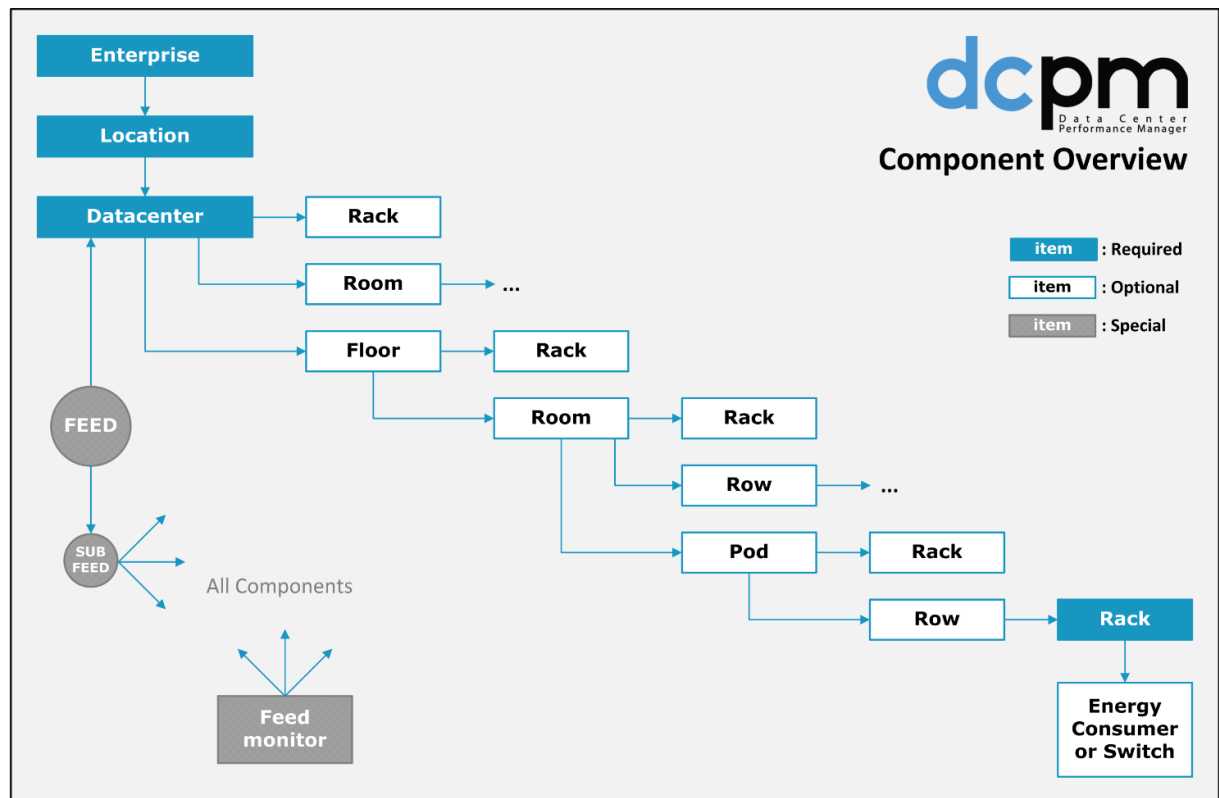 Enterprise
dcpm
Data Center
Performance Manager
Location
Component Overview
Datacenter
Rack
item : Required
Room
...
item : Optional
item : Special
Floor
Rack
FEED
Room
Rack
Row
...
SUB
FEED
Pod
Rack
All Components
Row
Rack
Feed
monitor
Energy
Consumer
or Switch